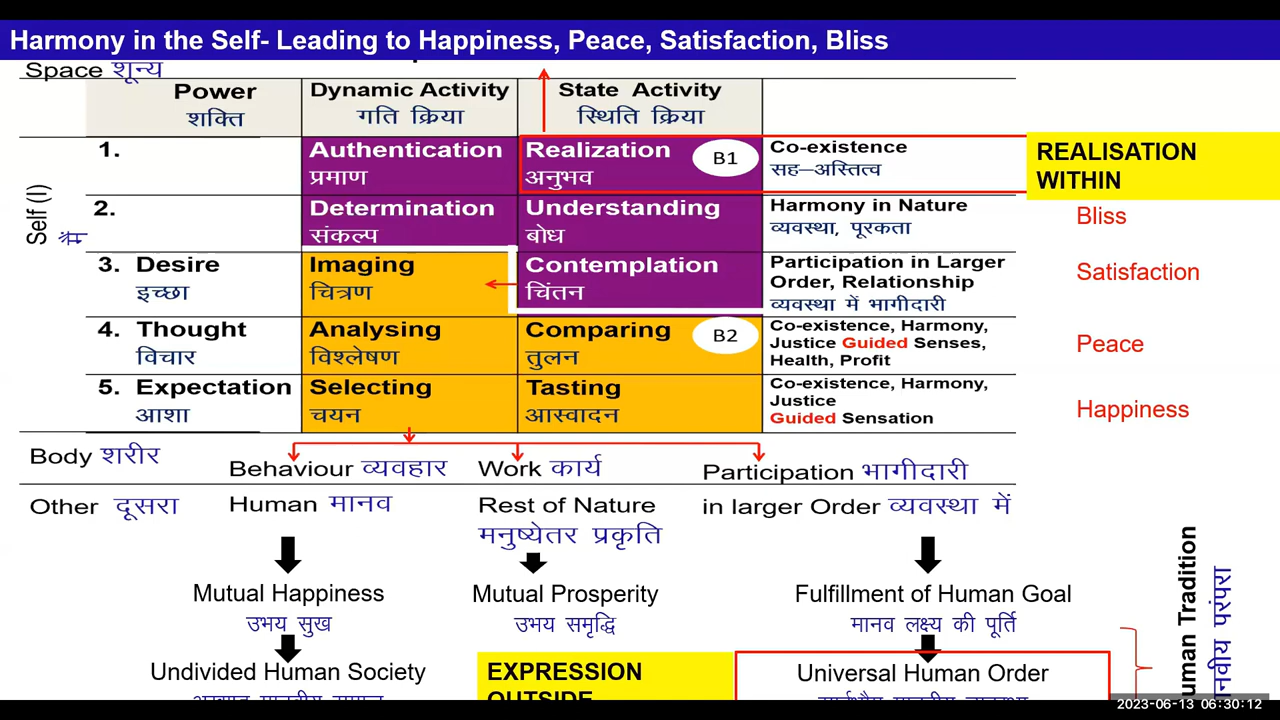 Harmony in the Self- Leading to Happiness, Peace, Satisfaction, Bliss
Space शून्य
Power
शक्ति
Dynamic Activity
गति क्रिया
State Activity
स्थिति क्रिया
Self (I)
मैं
1.
Authentication
प्रमाण
Realization
अनुभव
B1
Co-existence
सह–अस्तित्व
REALISATION
WITHIN
2.
Determination
संकल्प
Understanding
बोध
Harmony in Nature
व्यवस्था, पूरकता
Bliss
3. Desire
इच्छा
Imaging
चित्रण
Contemplation
चिंतन
Participation in Larger
Order, Relationship
व्यवस्था में भागीदारी
Satisfaction
4. Thought
विचार
Analysing
विश्लेषण
Comparing
तुलन
B2
Co-existence, Harmony,
Justice Guided Senses,
Health, Profit
Peace
5. Expectation
आशा
Selecting
चयन
Tasting
आस्वादन
Co-existence, Harmony,
Justice
Guided Sensation
Happiness
Body शरीर
Behaviour व्यवहार
Work कार्य
Participation भागीदारी
Other दूसरा
Human मानव
Rest of Nature
मनुष्येतर प्रकृति
in larger Order व्यवस्था में
Mutual Happiness
उभय सुख
Mutual Prosperity
उभय समृद्धि
Fulfillment of Human Goal
मानव लक्ष्य की पूर्ति
Undivided Human Society
EXPRESSION
OUTSIDE
Universal Human Order
uman Tradition
परंपरा
2023-06-13 06:30:12